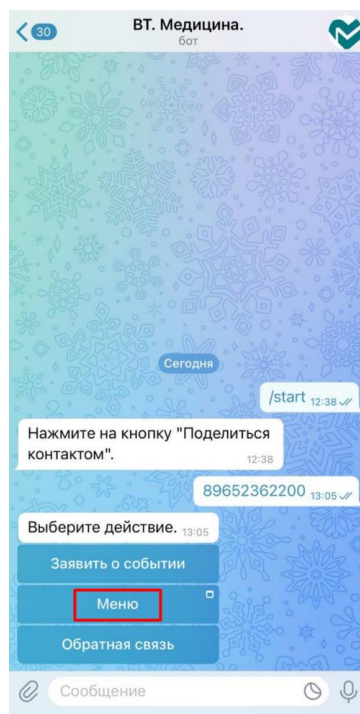 30
ВТ. Медицина.
бот
Сегодня
/start 12:38
Нажмите на кнопку "Поделиться
контактом".
12:38
89652362200 13:05
Выберите действие. 13:05
Заявить о событии
Меню
Обратная связь
Сообщение